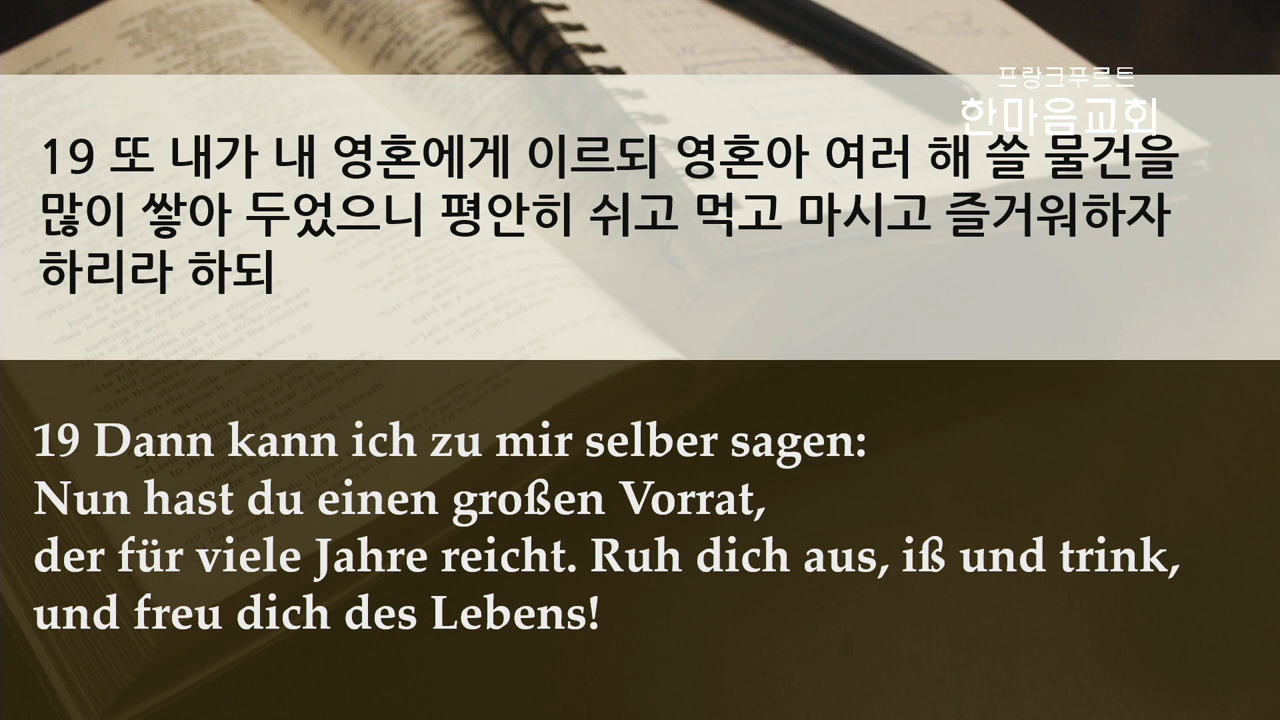 프랑크푸르트
한마음교회
19 또 내가 내 영혼에게 이르되 영혼아 여러 해 쓸 물건을
많이 쌓아 두었으니 평안히 쉬고 먹고 마시고 즐거워하자
하리라 하되
19 Dann kann ich zu mir selber sagen:
Nun hast du einen großen Vorrat,
der für viele Jahre reicht. Ruh dich aus, iß und trink,
und freu dich des Lebens!